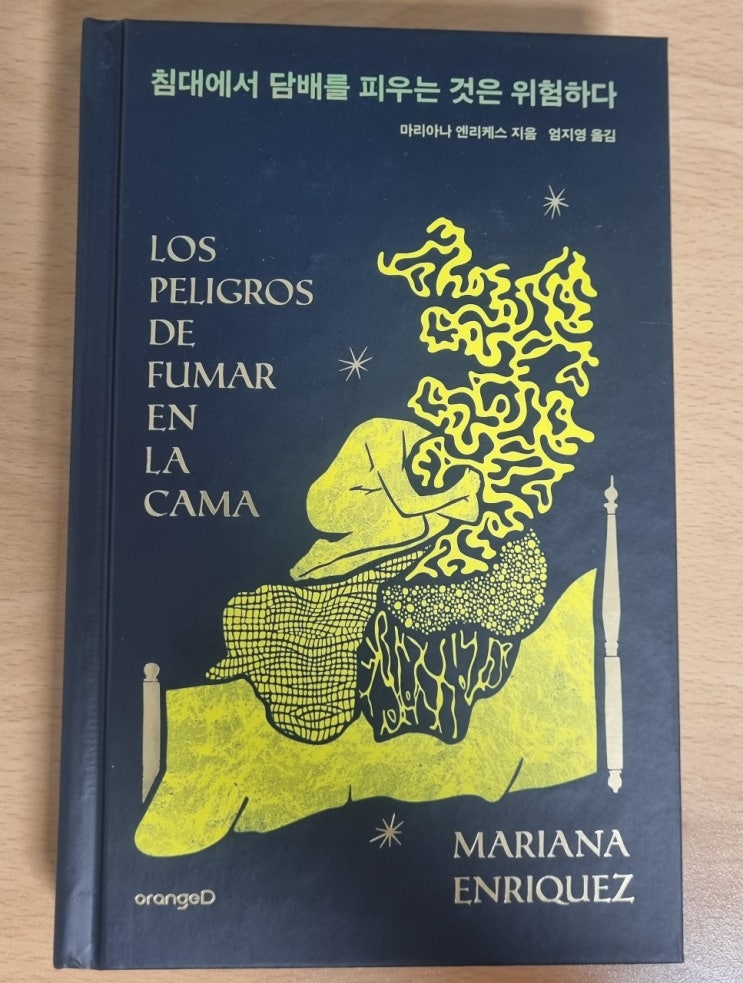 침대에서 담배를 피우는 것은 위험하다
마리아나 엔리케스 지음 엄지영 옮김
LOS
PELIGROS
DE
FUMAR
EN
LA
CAMA
MARIANA
ENRIQUEZ
orangeD